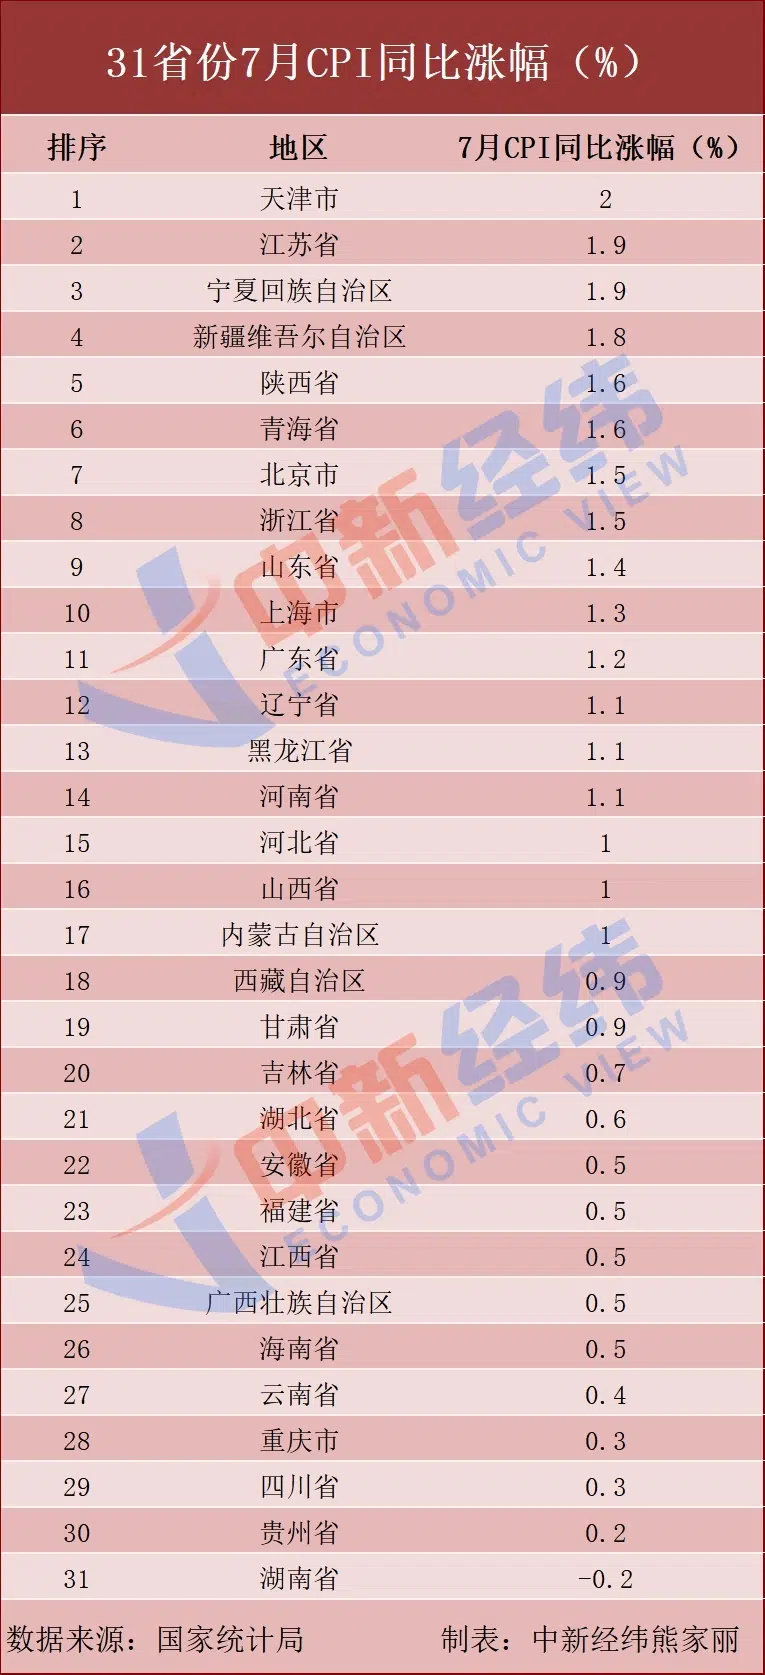 31省份7月CPI同比涨幅（%）
排序 地区 7月CPI同比涨幅（%）
1 天津市 2
2 江苏省 1.9
3 宁夏回族自治区 1.9
4 新疆维吾尔自治区 1.8
5 陕西省 1.6
6 青海省 1.6
7 北京市 1.5
8 浙江省 1.5
9 山东省 1.4
10 上海市 1.3
11 广东省 1.2
12 辽宁省 1.1
13 黑龙江省 1.1
14 河南省 1.1
15 河北省 1
16 山西省 1
17 内蒙古自治区 1
18 西藏自治区 0.9
19 甘肃省 0.9
20 吉林省 0.7
21 湖北省 0.6
22 安徽省 0.5
23 福建省 0.5
24 江西省 0.5
25 广西壮族自治区 0.5
26 海南省 0.5
27 云南省 0.4
28 重庆市 0.3
29 四川省 0.3
30 贵州省 0.2
31 湖南省 -0.2
数据来源：国家统计局 制表：中新经纬熊家丽
中新经纬
ECONOMIC VIEW
中新经纬
ECONOMIC VIEW